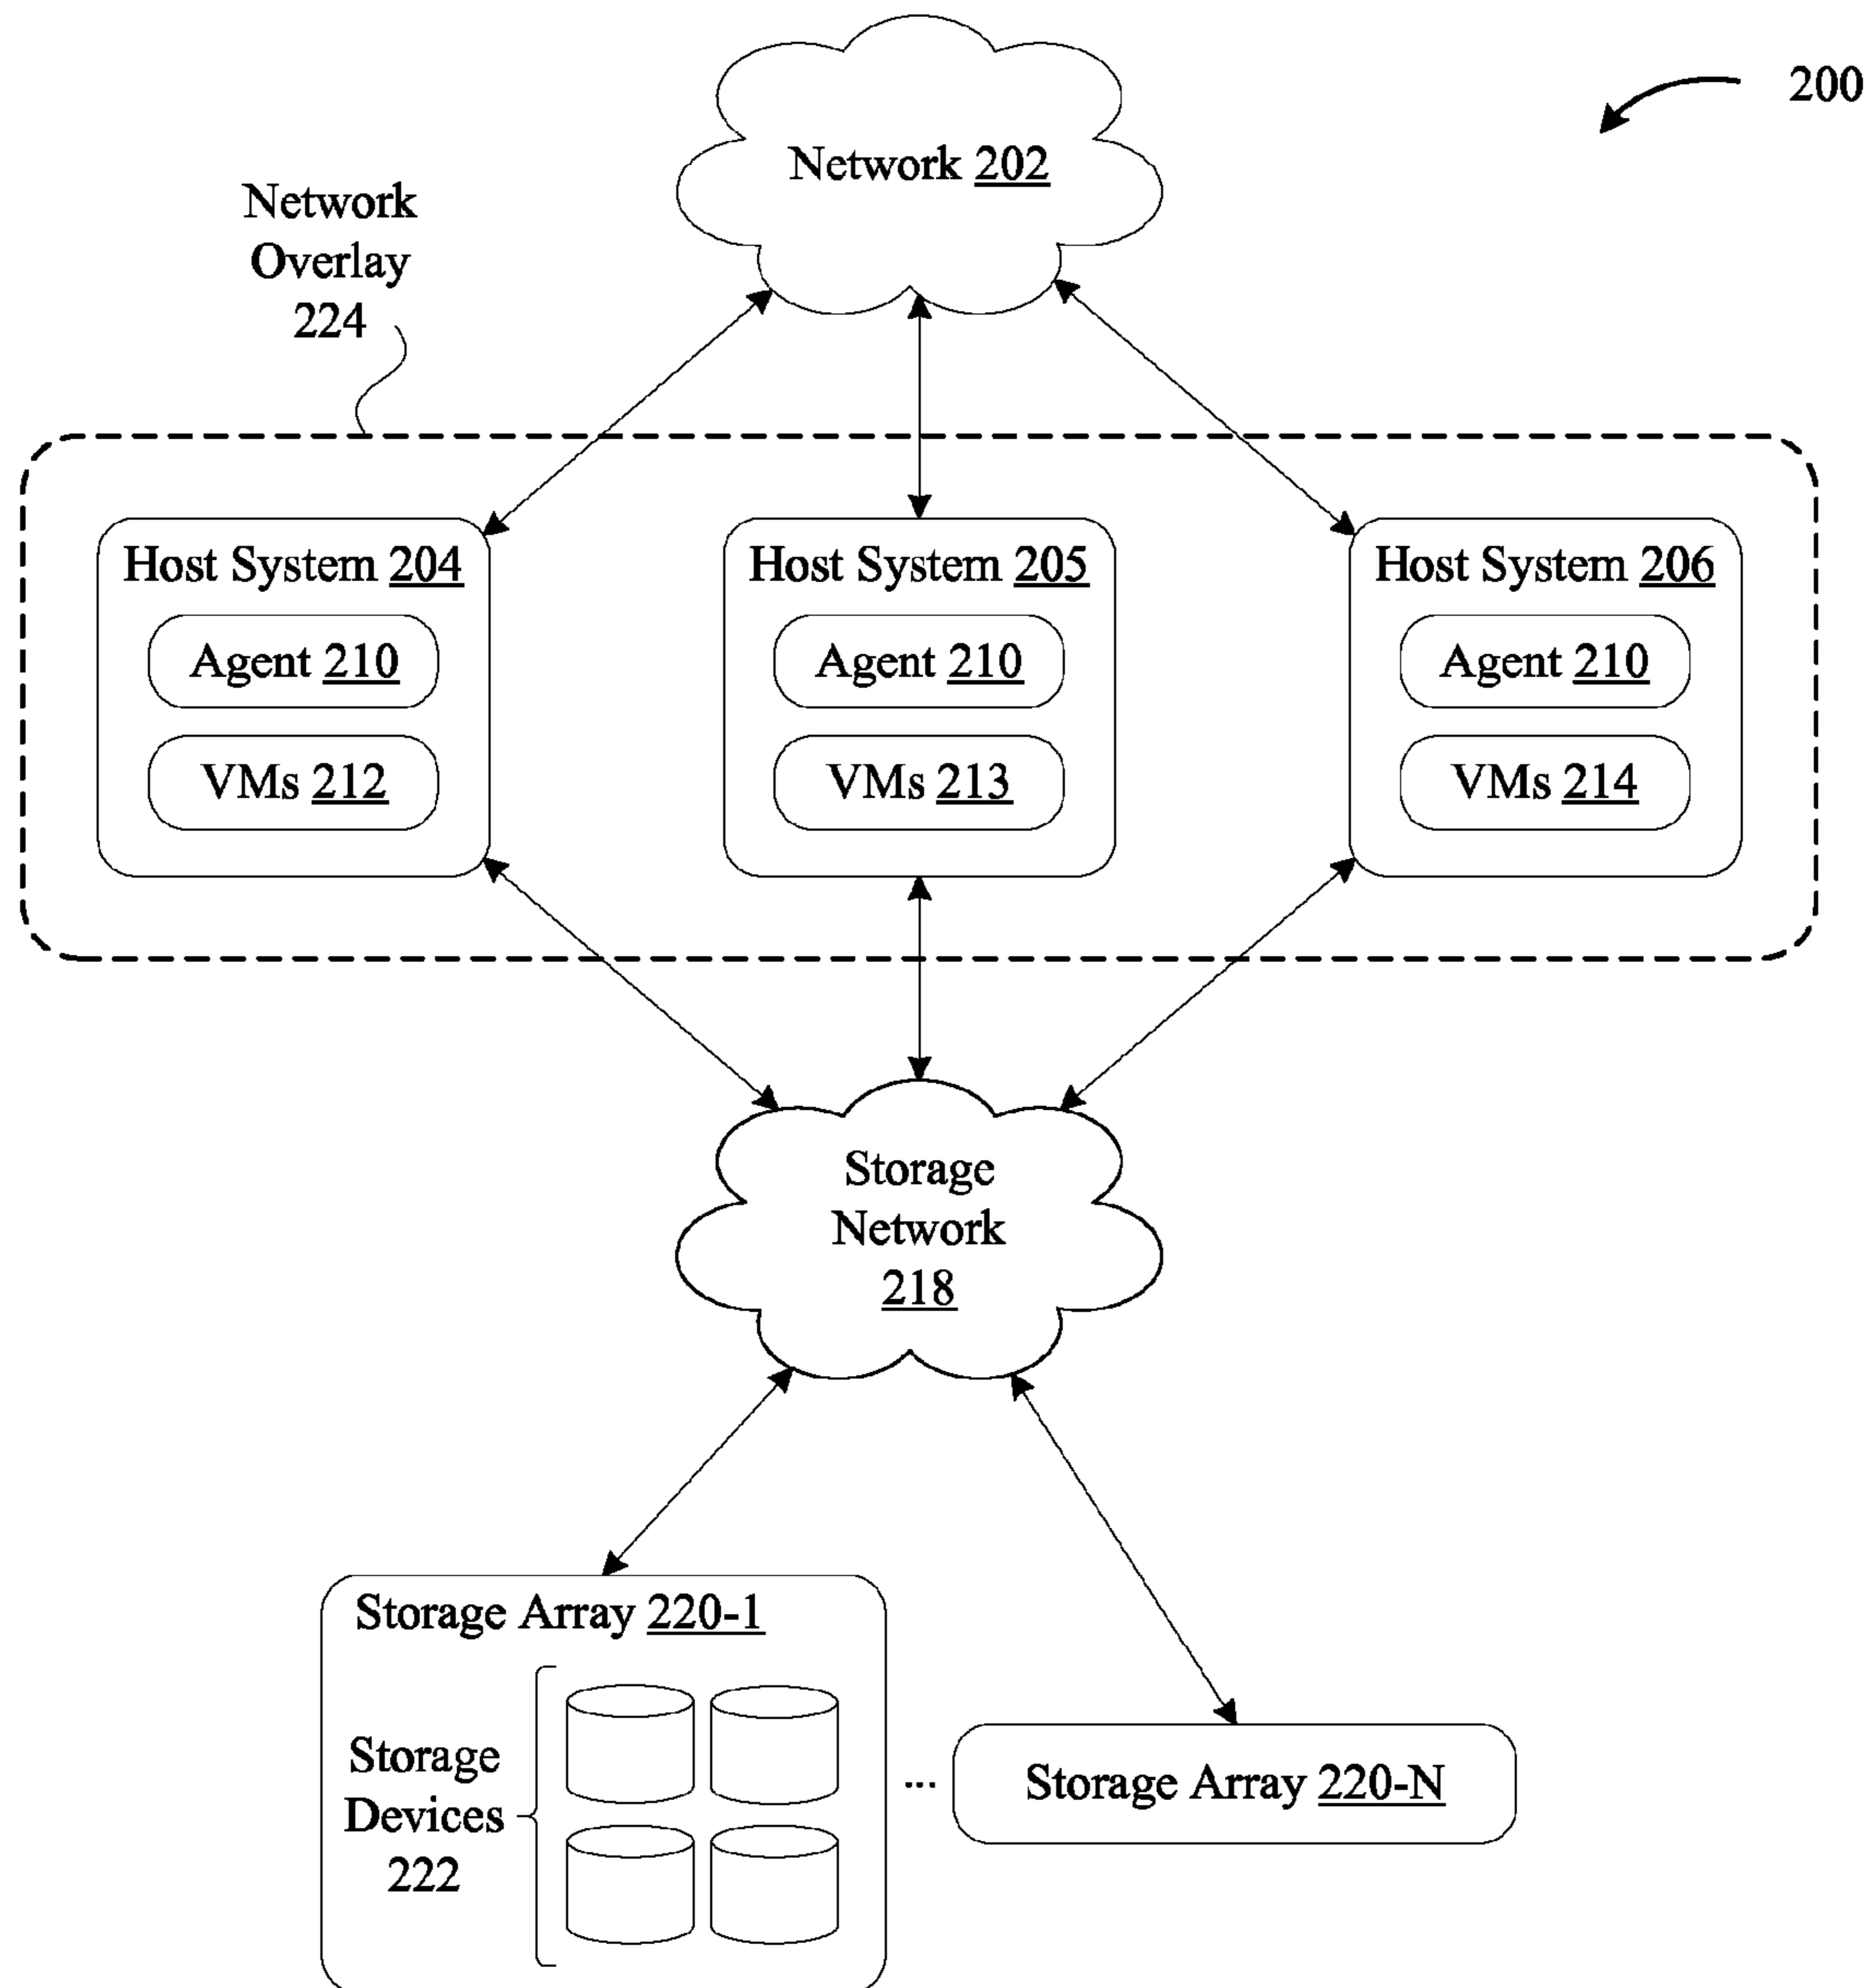 200
Network 202
Network
Overlay
224
Host System 204
Agent 210
VMs 212
Host System 205
Agent 210
VMs 213
Host System 206
Agent 210
VMs 214
Storage
Network
218
Storage Array 220-1
Storage
Devices
222
...
Storage Array 220-N